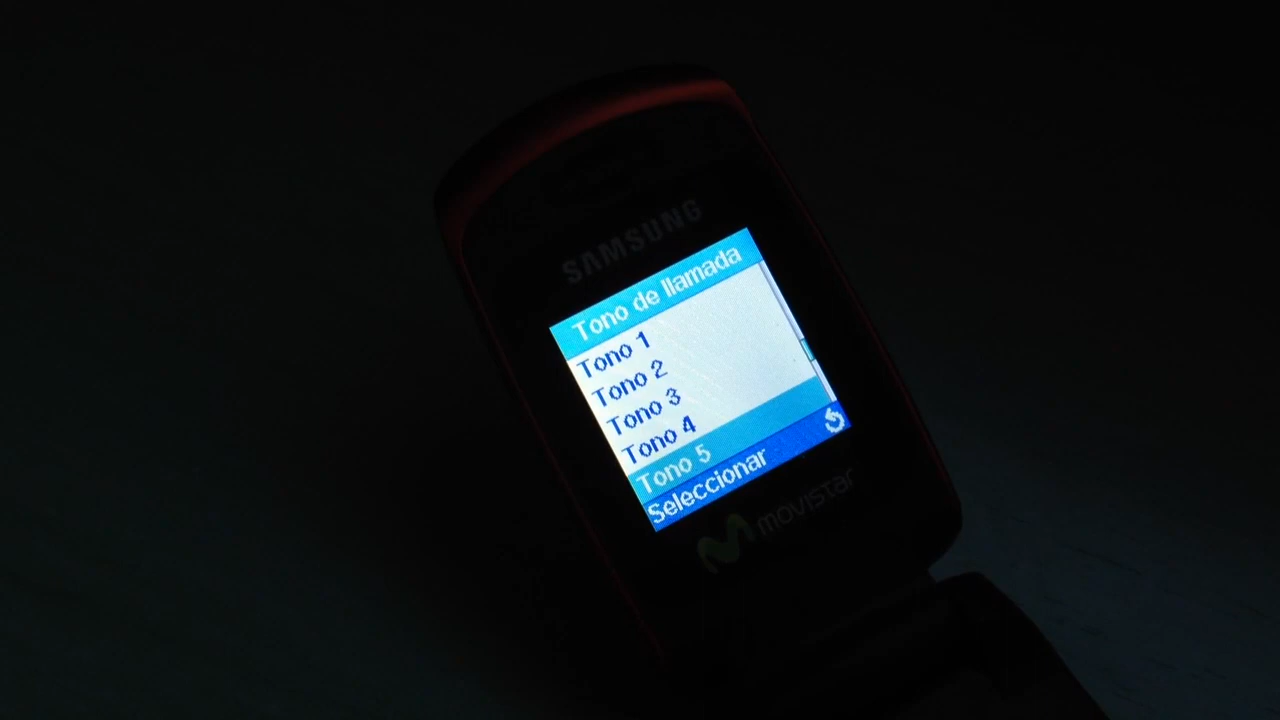 SAMSUNG
Tono de llamada
Tono 1
Tono 2
Tono 3
Tono 4
Tono 5
Seleccionar
movistar